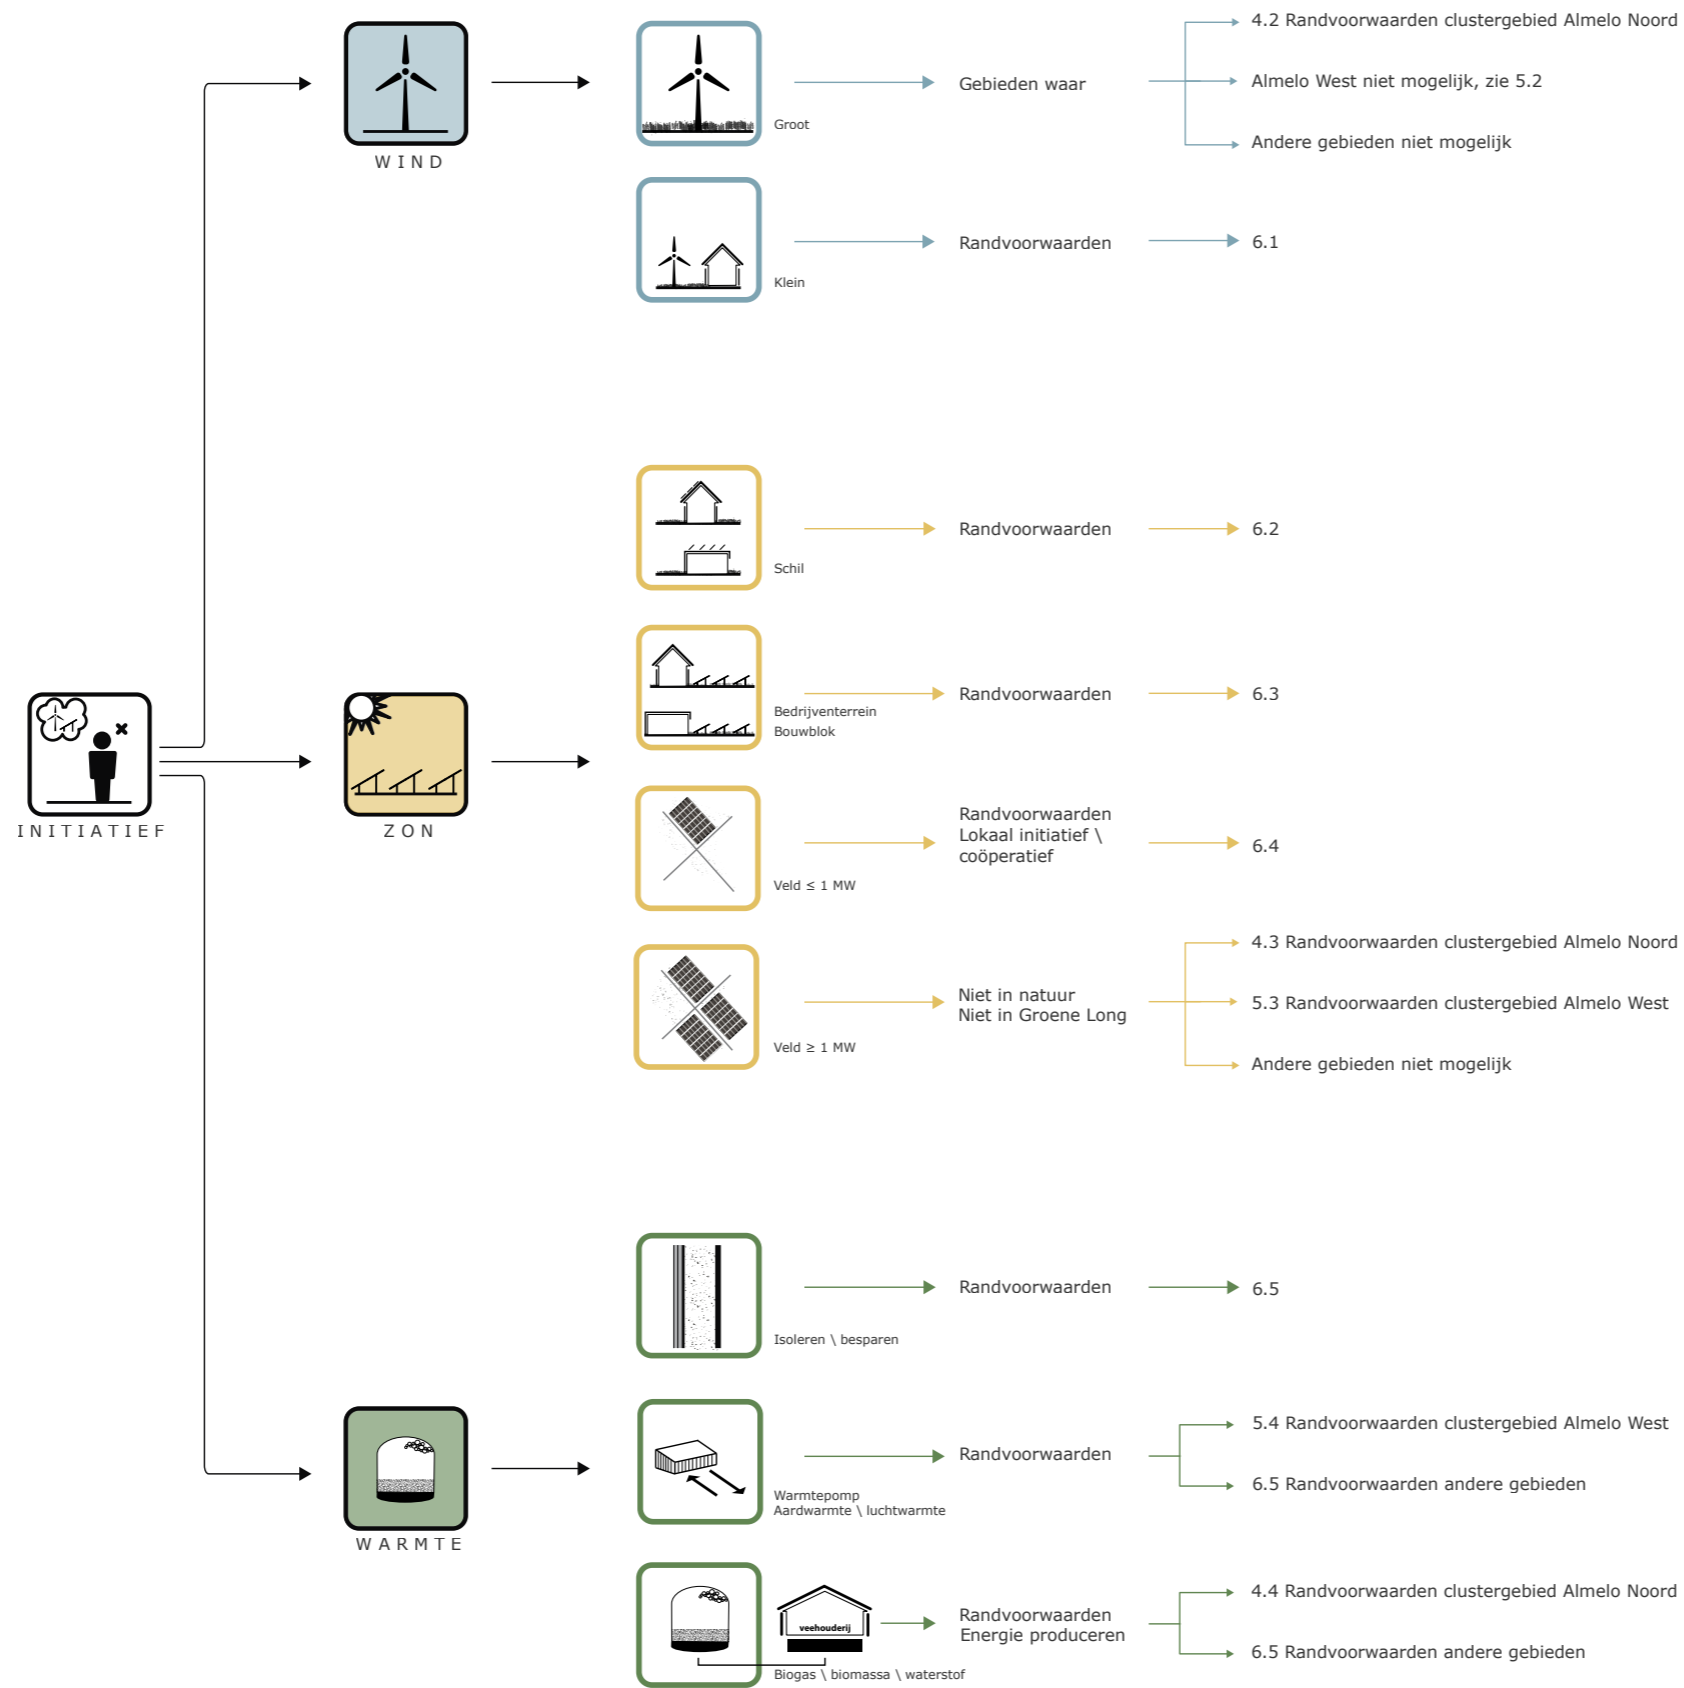 4.2 Randvoorwaarden clustergebied Almelo Noord
Gebieden waar
Almelo West niet mogelijk, zie 5.2
Groot
Andere gebieden niet mogelijk
WIND
Randvoorwaarden
6.1
Klein
Randvoorwaarden
6.2
Schil
Randvoorwaarden
6.3
Bedrijventerrein
Bouwblok
INITIATIEF
ZON
Randvoorwaarden
Lokaal initiatief \
coöperatief
6.4
Veld ≤ 1 MW
4.3 Randvoorwaarden clustergebied Almelo Noord
Niet in natuur
Niet in Groene Long
5.3 Randvoorwaarden clustergebied Almelo West
Veld ≥ 1 MW
Andere gebieden niet mogelijk
Randvoorwaarden
6.5
Isoleren \ besparen
5.4 Randvoorwaarden clustergebied Almelo West
Randvoorwaarden
6.5 Randvoorwaarden andere gebieden
Warmtepomp
Aardwarmte \ luchtwarmte
WARMTE
4.4 Randvoorwaarden clustergebied Almelo Noord
veehouderij
Randvoorwaarden
Energie produceren
6.5 Randvoorwaarden andere gebieden
Biogas \ biomassa \ waterstof